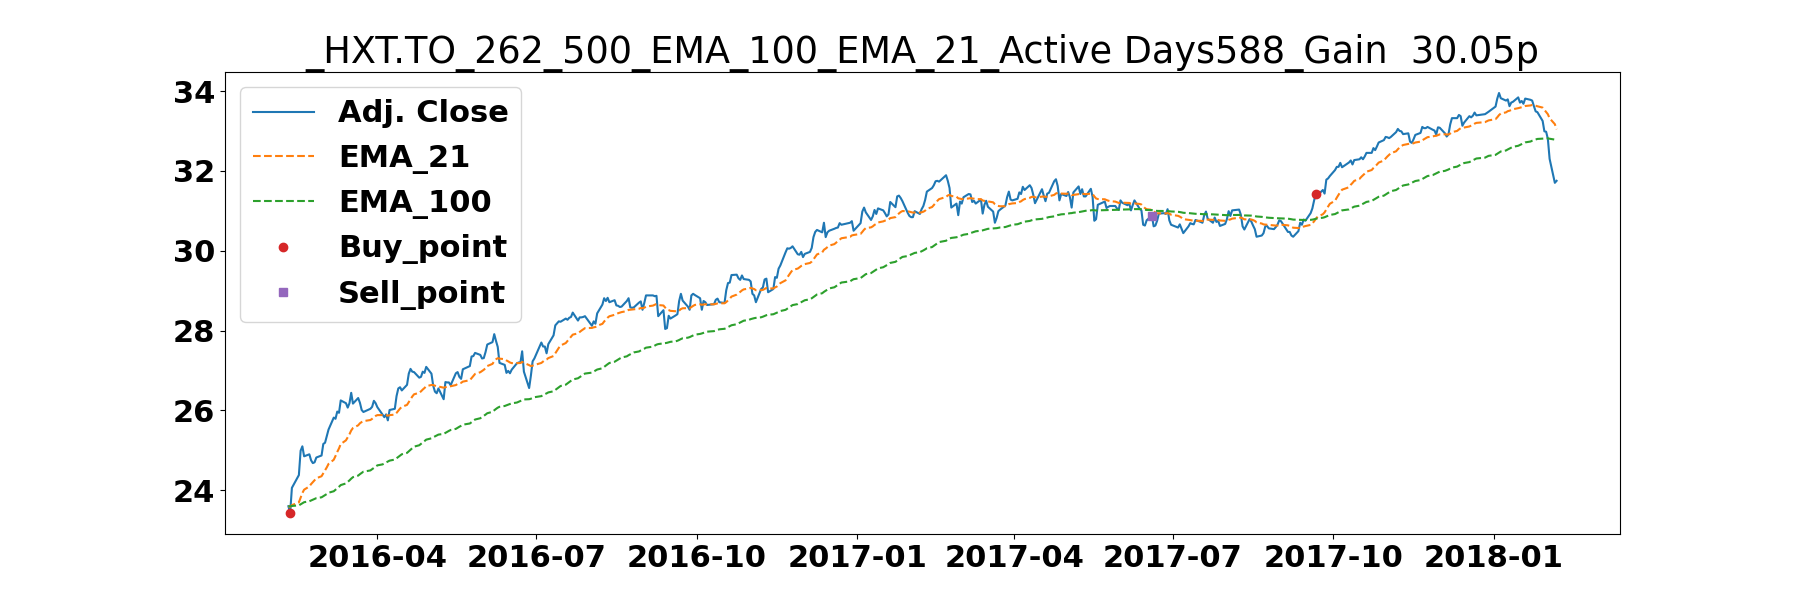 _HXT.TO_262_500_EMA_100_EMA_21_Active Days588_Gain  30.05p
Adj. Close
EMA_21
EMA_100
Buy_point
Sell_point
34
32
30
28
26
24
2016-04 2016-07 2016-10 2017-01 2017-04 2017-07 2017-10 2018-01